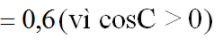 = 0,6(vì cosC > 0)